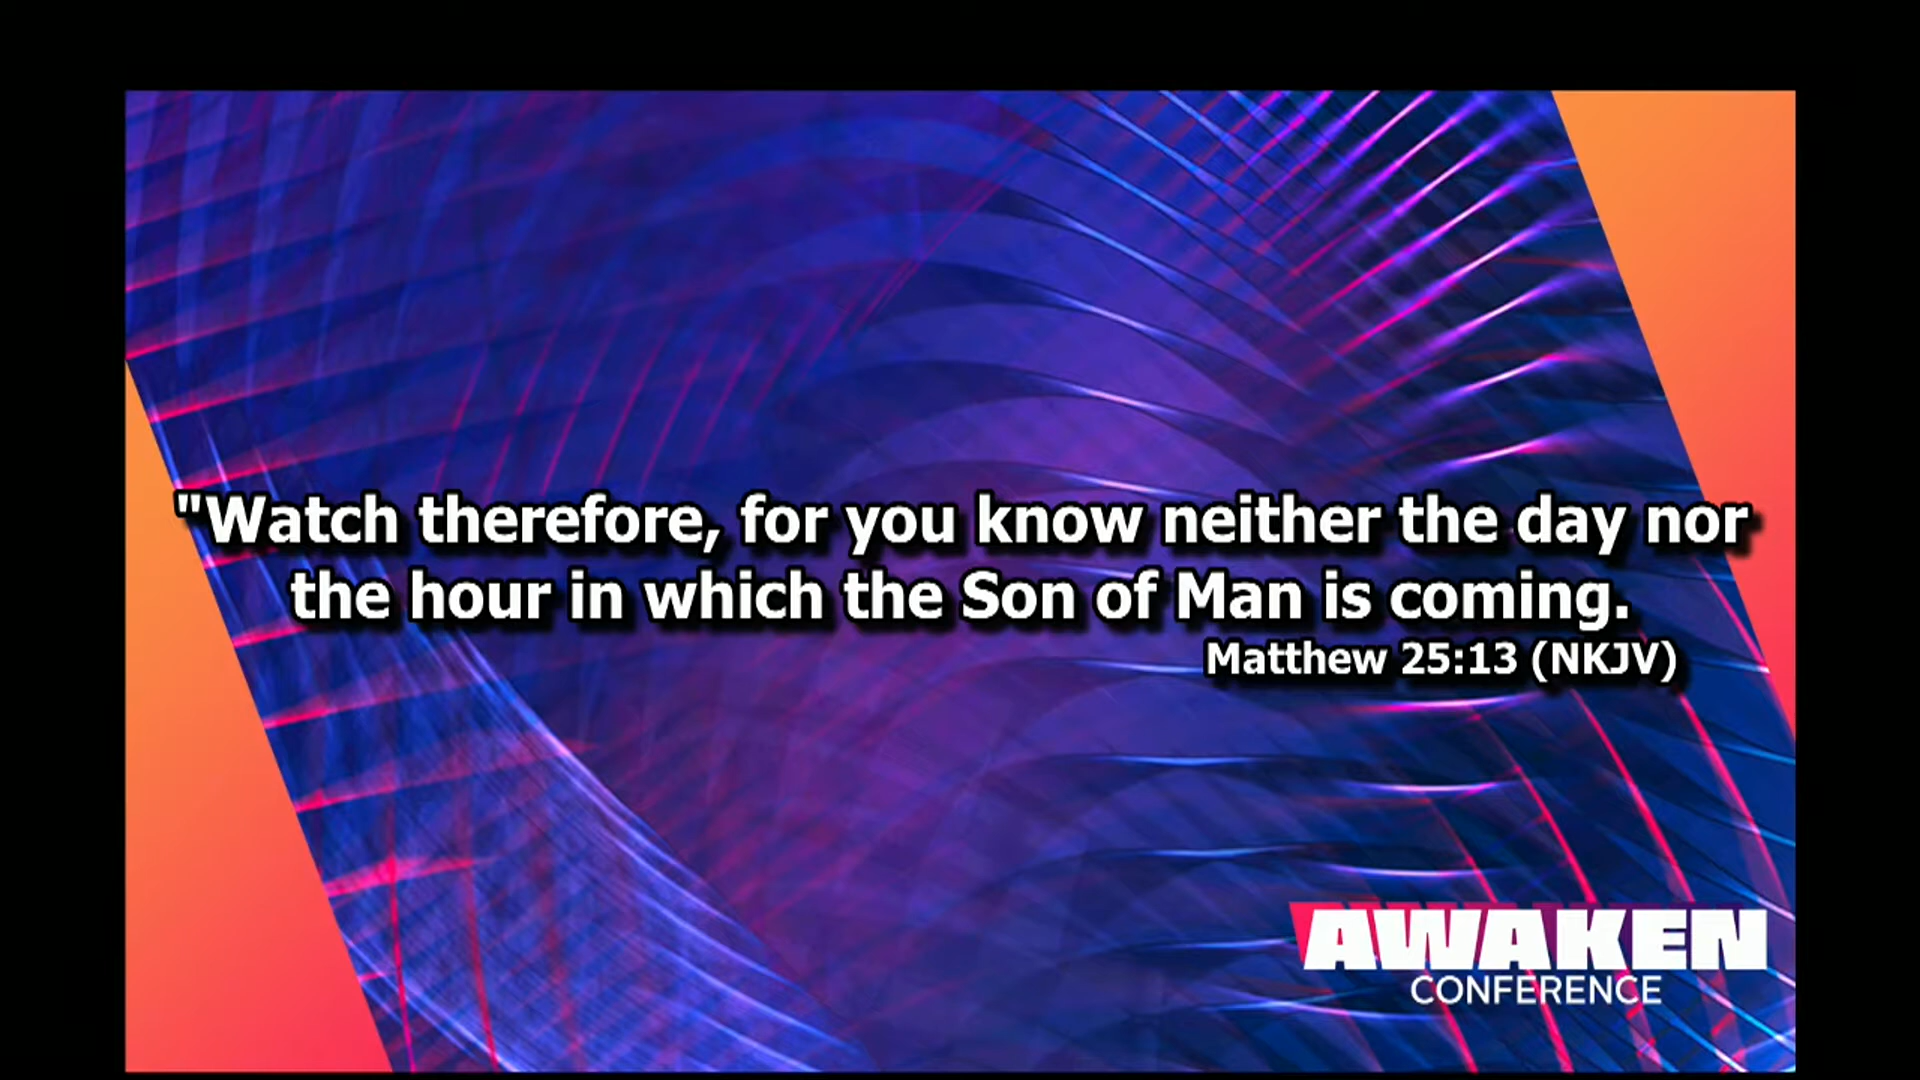 "Watch therefore, for you know neither the day nor
the hour in which the Son of Man is coming.
Matthew 25:13 (NKJV)
AWAKEN
CONFERENCE